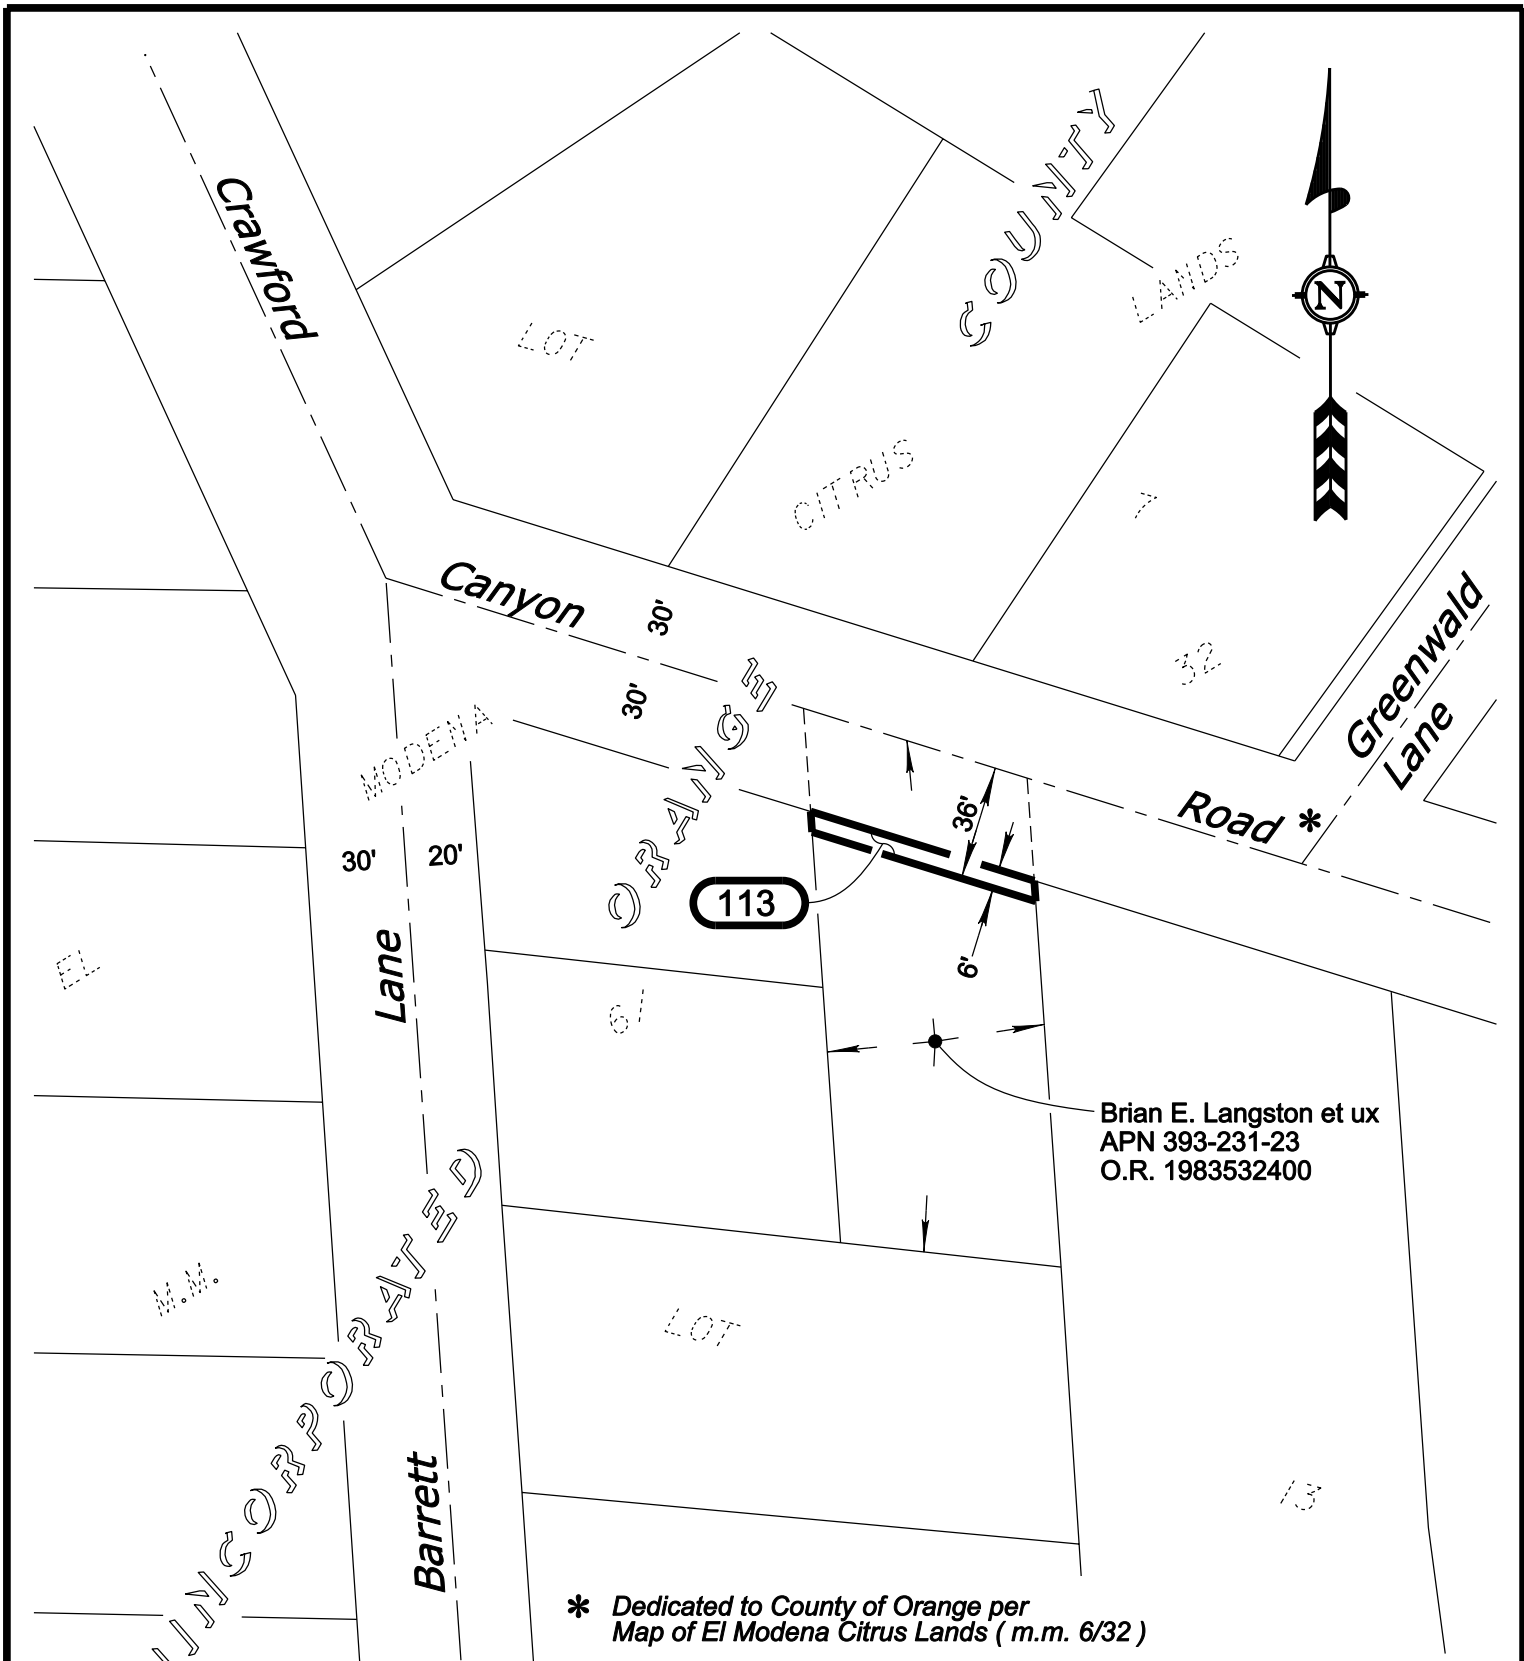 Crawford
COUNTY
LANDS
N
LOT
CITRUS
7
Canyon
30'
32
Greenwald
Lane
30'
ORANGE
MODENA
36'
Road *
30'
20'
113
6'
EL
Lane
61
Brian E. Langston et ux
APN 393-231-23
O.R. 1983532400
UNINCORPORATED
M.M.
LOT
Barrett
13
* Dedicated to County of Orange per
Map of El Modena Citrus Lands ( m.m. 6/32 )